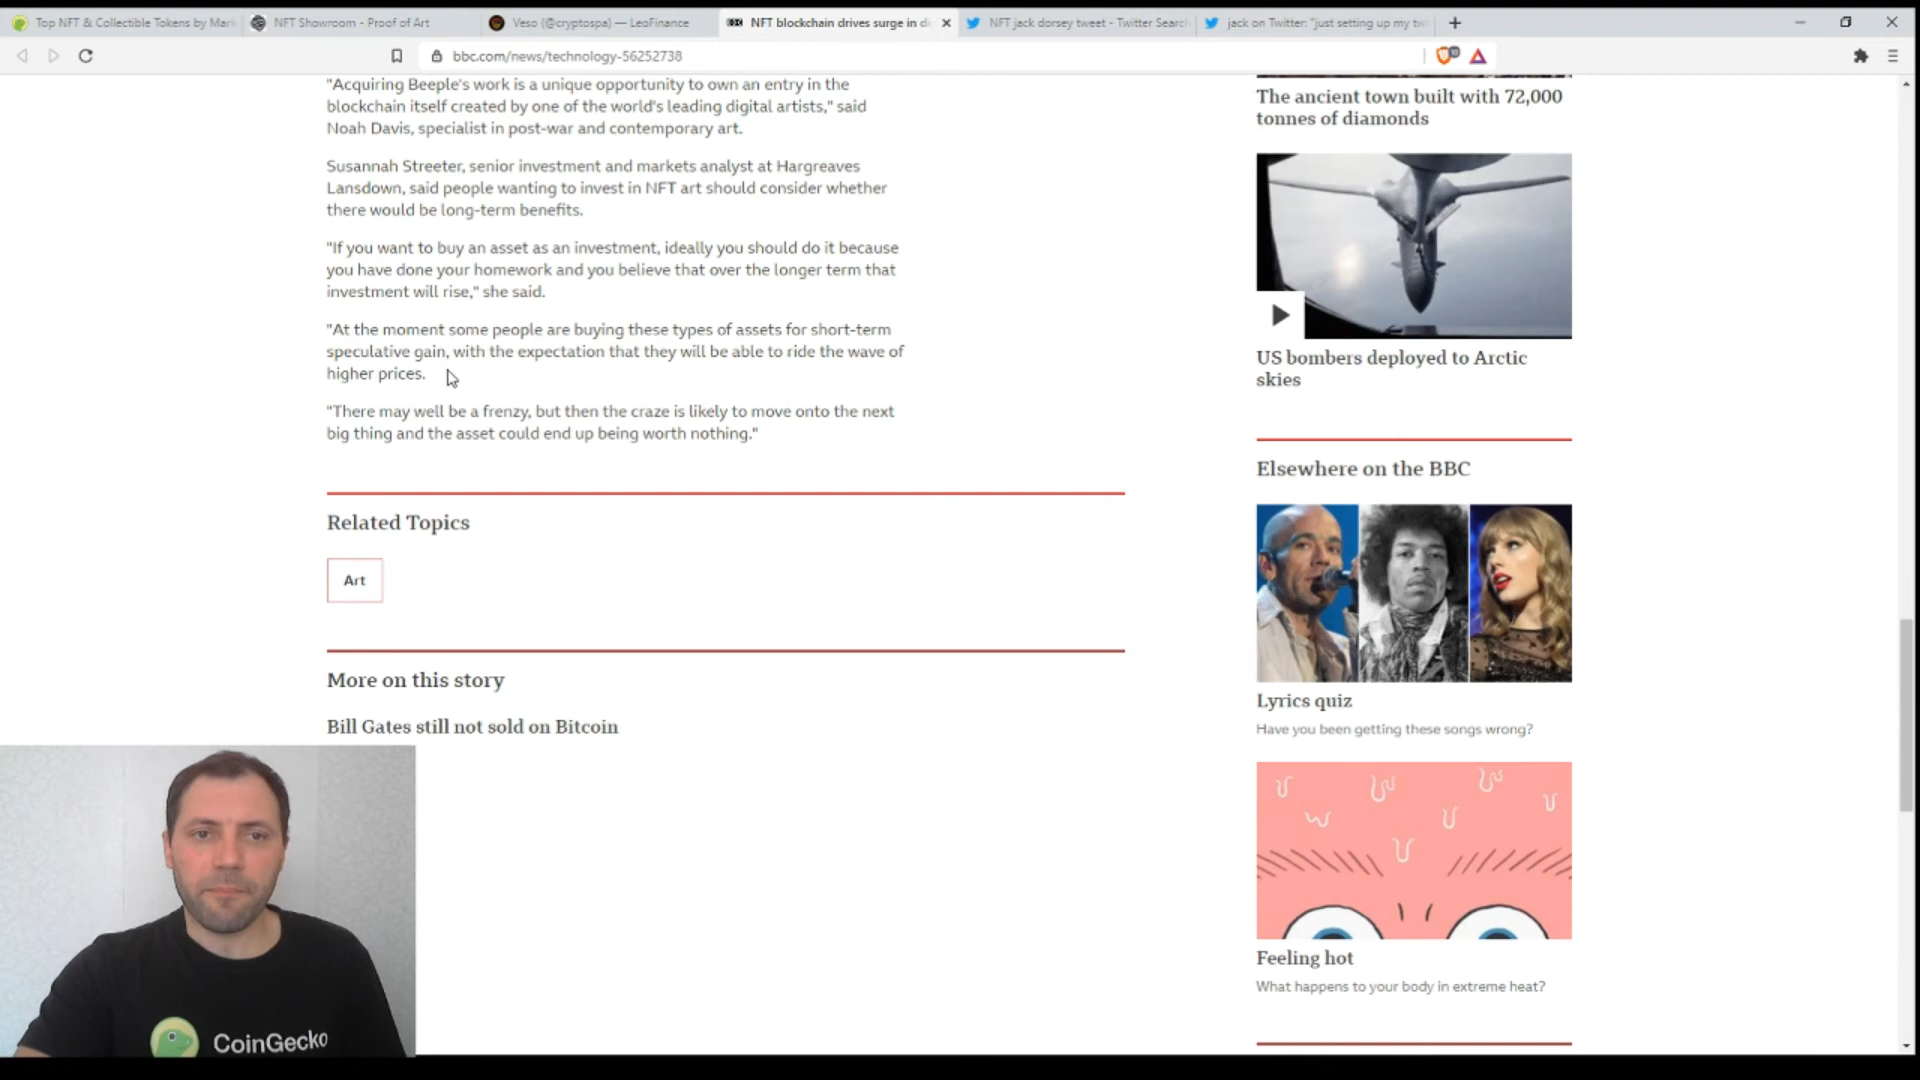 Top NFT & Collectible Tokens by Mark
NFT Showroom - Proof of Art
Veso (@cryptospa) — LeoFinance
NFT blockchain drives surge in di
NFT jack dorsey tweet - Twitter Search
jack on Twitter: "just setting up my tw
bbc.com/news/technology-56252738
"Acquiring Beeple's work is a unique opportunity to own an entry in the
blockchain itself created by one of the world's leading digital artists," said
Noah Davis, specialist in post-war and contemporary art.
Susannah Streeter, senior investment and markets analyst at Hargreaves
Lansdown, said people wanting to invest in NFT art should consider whether
there would be long-term benefits.
"If you want to buy an asset as an investment, ideally you should do it because
you have done your homework and you believe that over the longer term that
investment will rise," she said.
"At the moment some people are buying these types of assets for short-term
speculative gain, with the expectation that they will be able to ride the wave of
higher prices.
"There may well be a frenzy, but then the craze is likely to move onto the next
big thing and the asset could end up being worth nothing."
Related Topics
Art
More on this story
Bill Gates still not sold on Bitcoin
The ancient town built with 72,000
tonnes of diamonds
US bombers deployed to Arctic
skies
Elsewhere on the BBC
Lyrics quiz
Have you been getting these songs wrong?
Feeling hot
What happens to your body in extreme heat?
CoinGecko